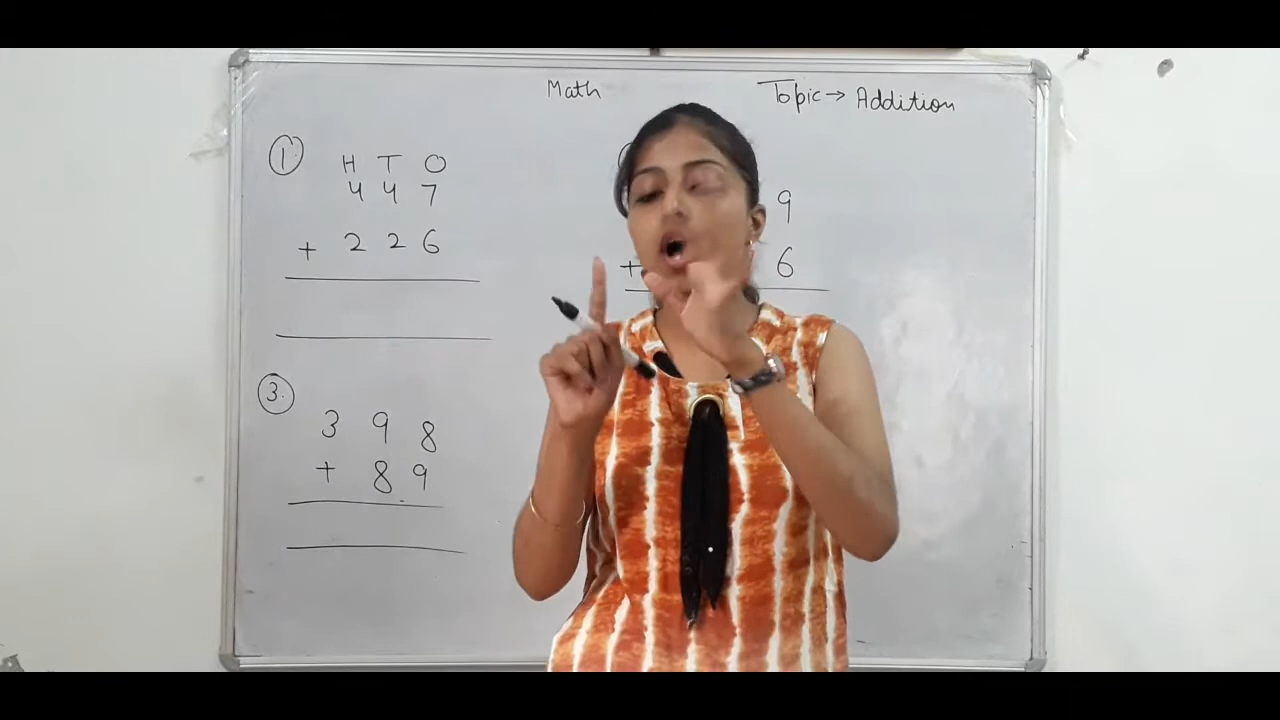 Math
Topic → Addition
1.
H T O
4 4 7
+ 2 2 6
9
+ 6
3.
3 9 8
+ 8 9